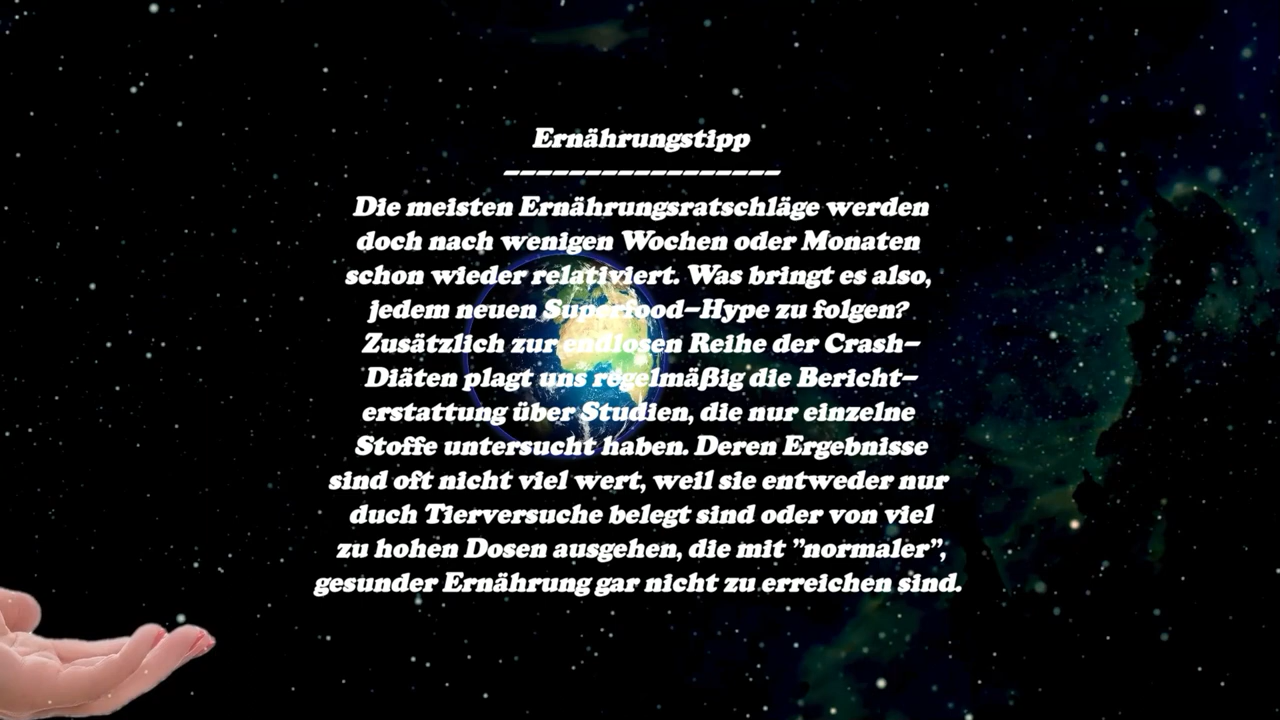 Ernährungstipp
-----------------
Die meisten Ernährungsratschläge werden
doch nach wenigen Wochen oder Monaten
schon wieder relativiert. Was bringt es also,
jedem neuen Superfood-Hype zu folgen?
Zusätzlich zur endlosen Reihe der Crash-
Diäten plagt uns regelmäßig die Bericht-
erstattung über Studien, die nur einzelne
Stoffe untersucht haben. Deren Ergebnisse
sind oft nicht viel wert, weil sie entweder nur
duch Tierversuche belegt sind oder von viel
zu hohen Dosen ausgehen, die mit "normaler",
gesunder Ernährung gar nicht zu erreichen sind.